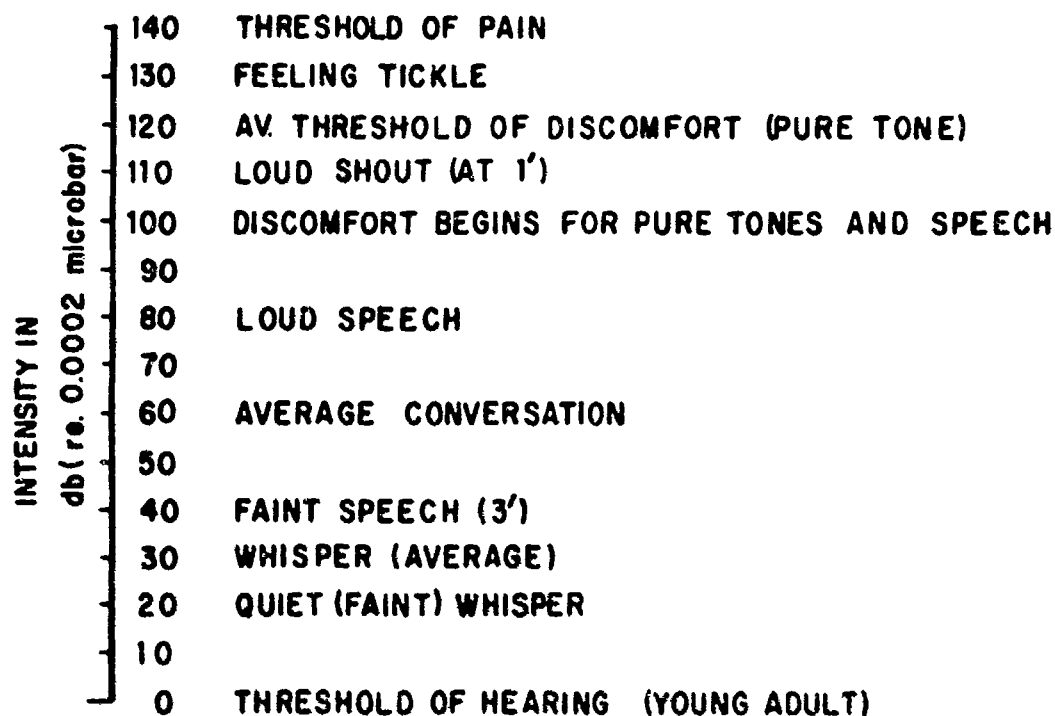 140 THRESHOLD OF PAIN
130 FEELING TICKLE
120 AV. THRESHOLD OF DISCOMFORT (PURE TONE)
110 LOUD SHOUT (AT 1')
100 DISCOMFORT BEGINS FOR PURE TONES AND SPEECH
90
80 LOUD SPEECH
70
60 AVERAGE CONVERSATION
50
40 FAINT SPEECH (3')
30 WHISPER (AVERAGE)
20 QUIET (FAINT) WHISPER
10
0 THRESHOLD OF HEARING (YOUNG ADULT)
INTENSITY IN
db(re. 0.0002 microbar)